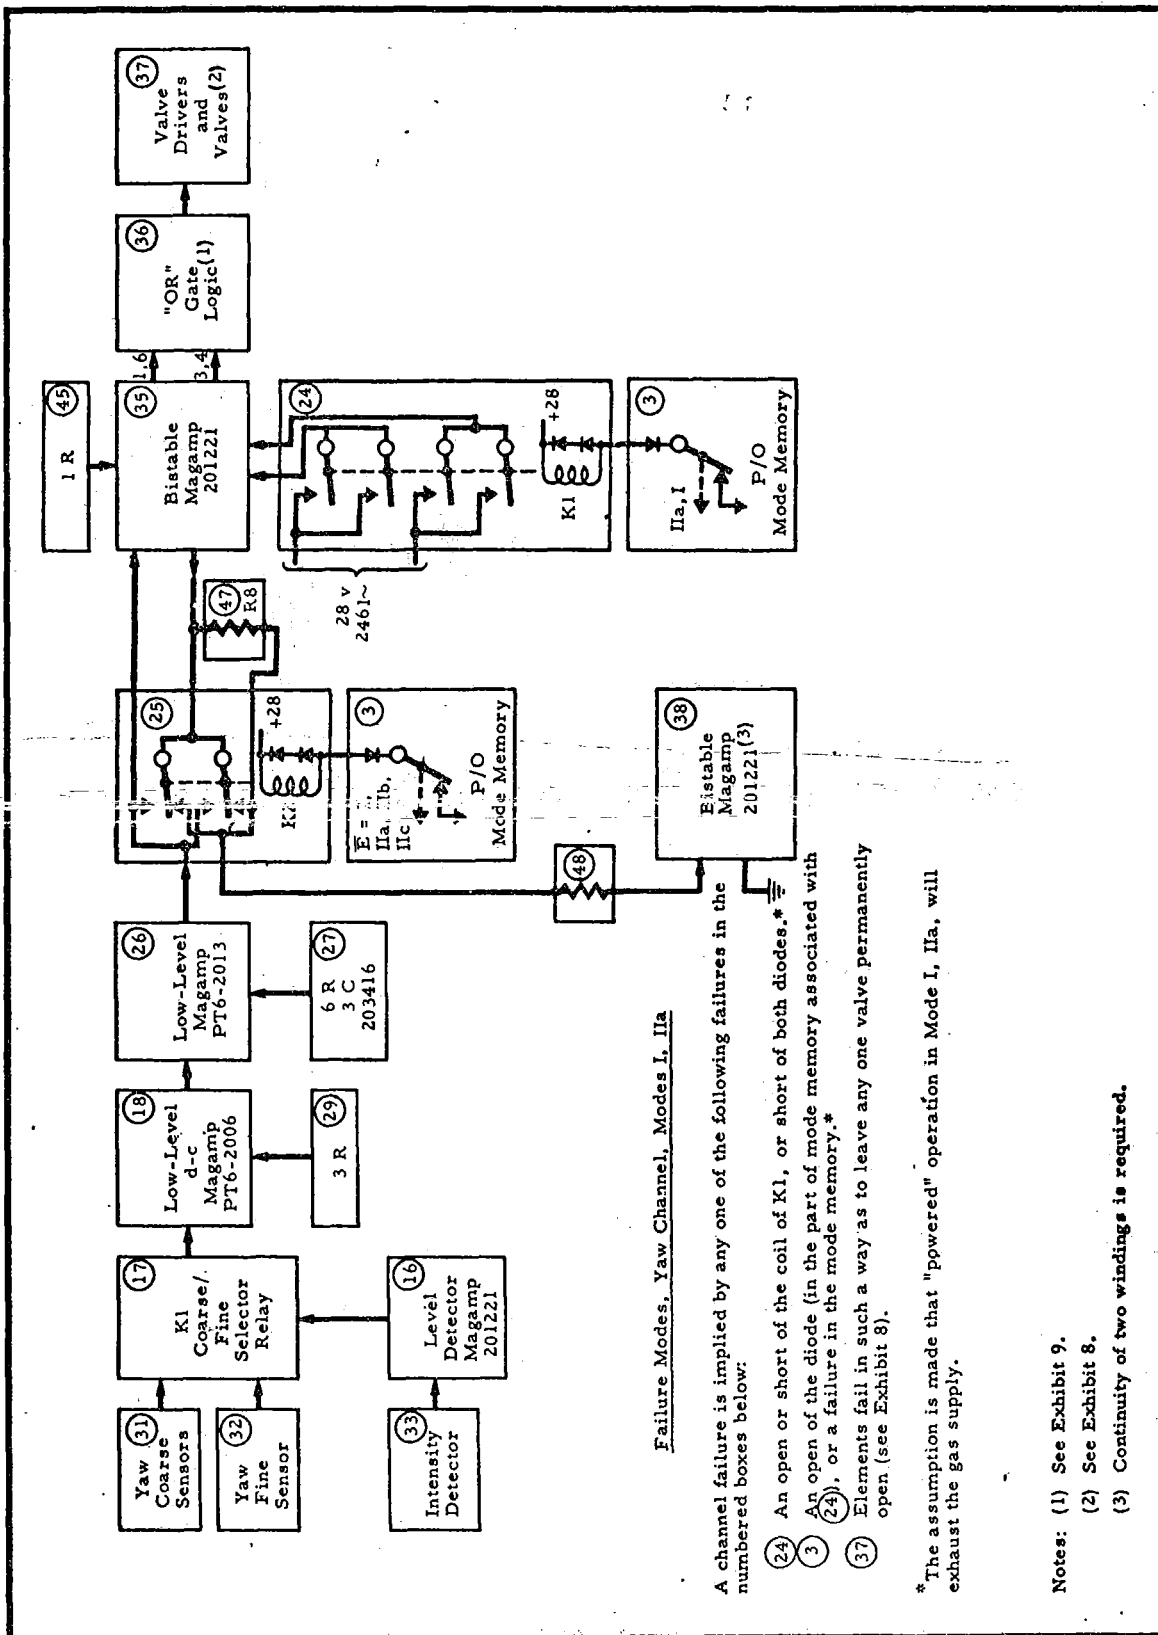 31
Yaw
Coarse
Sensors
32
Yaw
Fine
Sensor
33
Intensity
Detector
17
K1
Coarse/.
Fine
Selector
Relay
16
Level
Detector
Magamp
201221
18
Low-Level
d-c
Magamp
PT6-2006
29
3 R
26
Low-Level
Magamp
PT6-2013
27
6 R
3 C
203416
25
+28
3
IIa,
IIc
P/O
Mode Memory
47
R8
48
38
Bistable
Magamp
201221(3)
45
1 R
35
Bistable
Magamp
201221
1,6
3,4
24
28 v
2461~
+28
K1
3
IIa, I
P/O
Mode Memory
36
"OR"
Gate
Logic(1)
37
Valve
Drivers
and
Valves(2)
Failure Modes, Yaw Channel, Modes I, IIa
A channel failure is implied by any one of the following failures in the
numbered boxes below:
24 An open or short of the coil of K1, or short of both diodes.*
3 An open of the diode (in the part of mode memory associated with
24), or a failure in the mode memory.*
37 Elements fail in such a way as to leave any one valve permanently
open (see Exhibit 8).
*The assumption is made that "powered" operation in Mode I, IIa, will
exhaust the gas supply.
Notes: (1) See Exhibit 9.
(2) See Exhibit 8.
(3) Continuity of two windings is required.